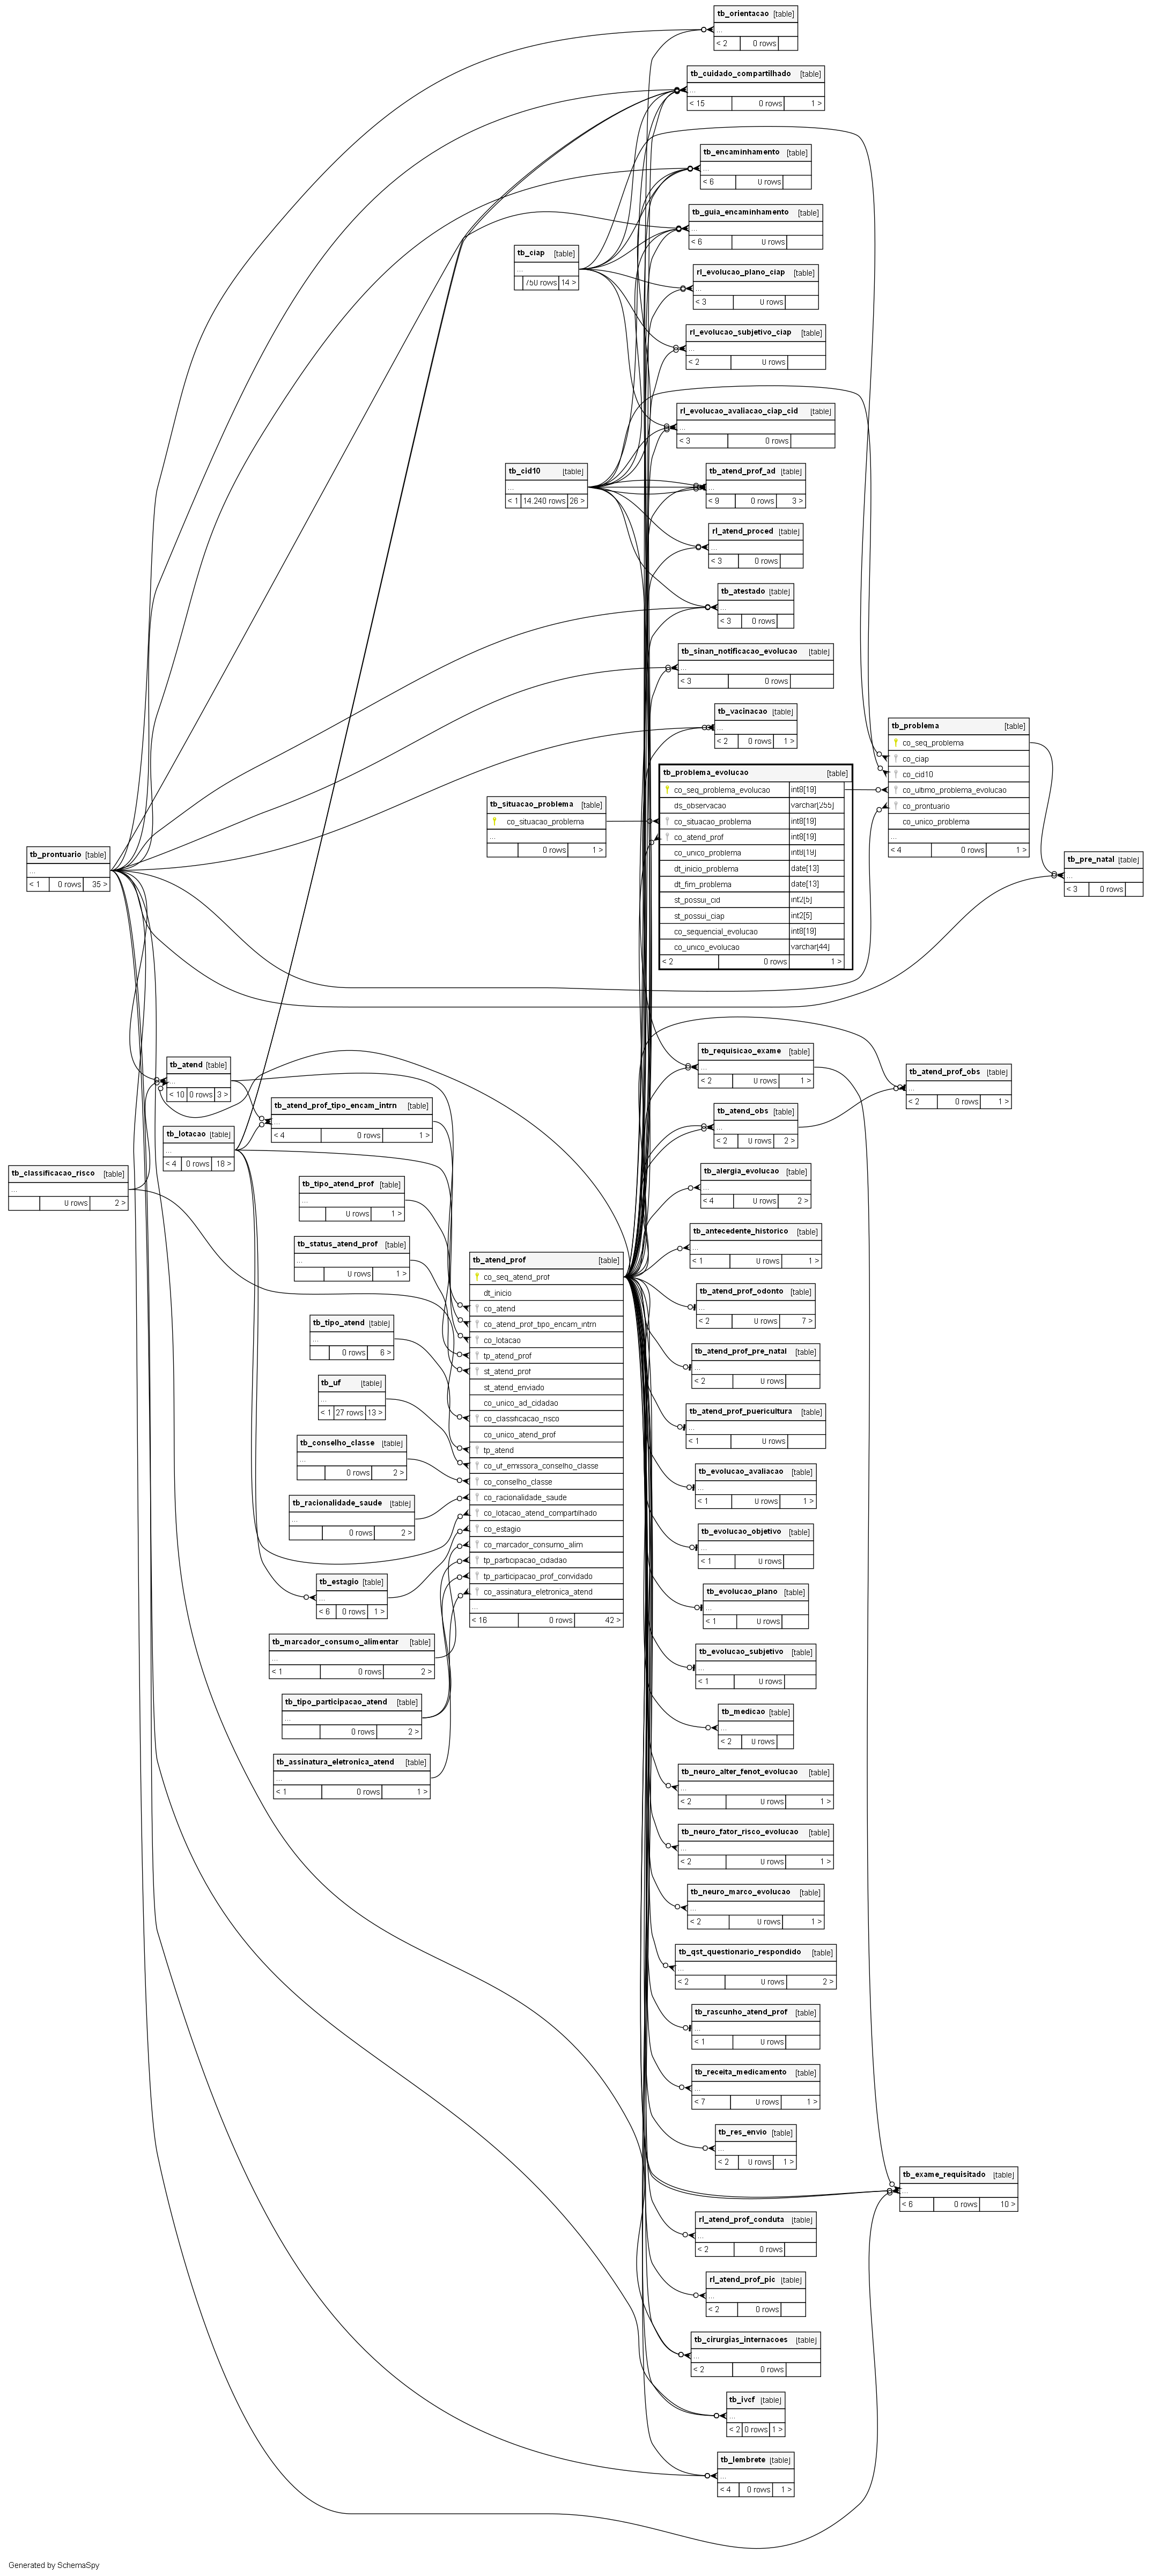 tb_orientacao [table]
...
< 2 0 rows
tb_cuidado_compartilhado [table]
...
< 15 0 rows 1 >
tb_encaminhamento [table]
...
< 6 0 rows
tb_guia_encaminhamento [table]
...
< 6 0 rows
tb_ciap [table]
...
750 rows 14 >
rl_evolucao_plano_ciap [table]
...
< 3 0 rows
rl_evolucao_subjetivo_ciap [table]
...
< 2 0 rows
rl_evolucao_avaliacao_ciap_cid [table]
...
< 3 0 rows
tb_cid10 [table]
...
< 1 14.240 rows 26 >
tb_atend_prof_ad [table]
...
< 9 0 rows 3 >
rl_atend_proced [table]
...
< 3 0 rows
tb_atestado [table]
...
< 3 0 rows
tb_sinan_notificacao_evolucao [table]
...
< 3 0 rows
tb_vacinacao [table]
...
< 2 0 rows 1 >
tb_problema [table]
co_seq_problema
co_ciap
co_cid10
co_ultimo_problema_evolucao
co_prontuario
co_unico_problema
...
< 4 0 rows 1 >
tb_problema_evolucao [table]
co_seq_problema_evolucao int8[19]
ds_observacao varchar[255]
co_situacao_problema int8[19]
co_atend_prof int8[19]
co_unico_problema int8[19]
dt_inicio_problema date[13]
dt_fim_problema date[13]
st_possui_cid int2[5]
st_possui_ciap int2[5]
co_sequencial_evolucao int8[19]
co_unico_evolucao varchar[44]
< 2 0 rows 1 >
tb_situacao_problema [table]
co_situacao_problema
...
0 rows 1 >
tb_prontuario [table]
...
< 1 0 rows 35 >
tb_pre_natal [table]
...
< 3 0 rows
tb_requisicao_exame [table]
...
< 2 0 rows 1 >
tb_atend [table]
...
< 10 0 rows 3 >
tb_atend_prof_obs [table]
...
< 2 0 rows 1 >
tb_atend_prof_tipo_encam_intrn [table]
...
< 4 0 rows 1 >
tb_atend_obs [table]
...
< 2 0 rows 2 >
tb_lotacao [table]
...
< 4 0 rows 18 >
tb_classificacao_risco [table]
...
0 rows 2 >
tb_alergia_evolucao [table]
...
< 4 0 rows 2 >
tb_tipo_atend_prof [table]
...
0 rows 1 >
tb_antecedente_historico [table]
...
< 1 0 rows 1 >
tb_status_atend_prof [table]
...
0 rows 1 >
tb_atend_prof [table]
co_seq_atend_prof
dt_inicio
co_atend
co_atend_prof_tipo_encam_intrn
co_lotacao
tp_atend_prof
st_atend_prof
st_atend_enviado
co_unico_ad_cidadao
co_classificacao_risco
co_unico_atend_prof
tp_atend
co_uf_emissora_conselho_classe
co_conselho_classe
co_racionalidade_saude
co_lotacao_atend_compartilhado
co_estagio
co_marcador_consumo_alim
tp_participacao_cidadao
tp_participacao_prof_convidado
co_assinatura_eletronica_atend
...
< 16 0 rows 42 >
tb_atend_prof_odonto [table]
...
< 2 0 rows 7 >
tb_tipo_atend [table]
...
0 rows 6 >
tb_atend_prof_pre_natal [table]
...
< 2 0 rows
tb_uf [table]
...
< 1 27 rows 13 >
tb_atend_prof_puericultura [table]
...
< 1 0 rows
tb_conselho_classe [table]
...
0 rows 2 >
tb_evolucao_avaliacao [table]
...
< 1 0 rows 1 >
tb_racionalidade_saude [table]
...
0 rows 2 >
tb_evolucao_objetivo [table]
...
< 1 0 rows
tb_estagio [table]
...
< 6 0 rows 1 >
tb_evolucao_plano [table]
...
< 1 0 rows
tb_marcador_consumo_alimentar [table]
...
< 1 0 rows 2 >
tb_evolucao_subjetivo [table]
...
< 1 0 rows
tb_tipo_participacao_atend [table]
...
0 rows 2 >
tb_medicao [table]
...
< 2 0 rows
tb_assinatura_eletronica_atend [table]
...
< 1 0 rows 1 >
tb_neuro_alter_fenot_evolucao [table]
...
< 2 0 rows 1 >
tb_neuro_fator_risco_evolucao [table]
...
< 2 0 rows 1 >
tb_neuro_marco_evolucao [table]
...
< 2 0 rows 1 >
tb_qst_questionario_respondido [table]
...
< 2 0 rows 2 >
tb_rascunho_atend_prof [table]
...
< 1 0 rows
tb_receita_medicamento [table]
...
< 7 0 rows 1 >
tb_res_envio [table]
...
< 2 0 rows 1 >
tb_exame_requisitado [table]
...
< 6 0 rows 10 >
rl_atend_prof_conduta [table]
...
< 2 0 rows
rl_atend_prof_pic [table]
...
< 2 0 rows
tb_cirurgias_internacoes [table]
...
< 2 0 rows
tb_ivcf [table]
...
< 2 0 rows 1 >
tb_lembrete [table]
...
< 4 0 rows 1 >
Generated by SchemaSpy